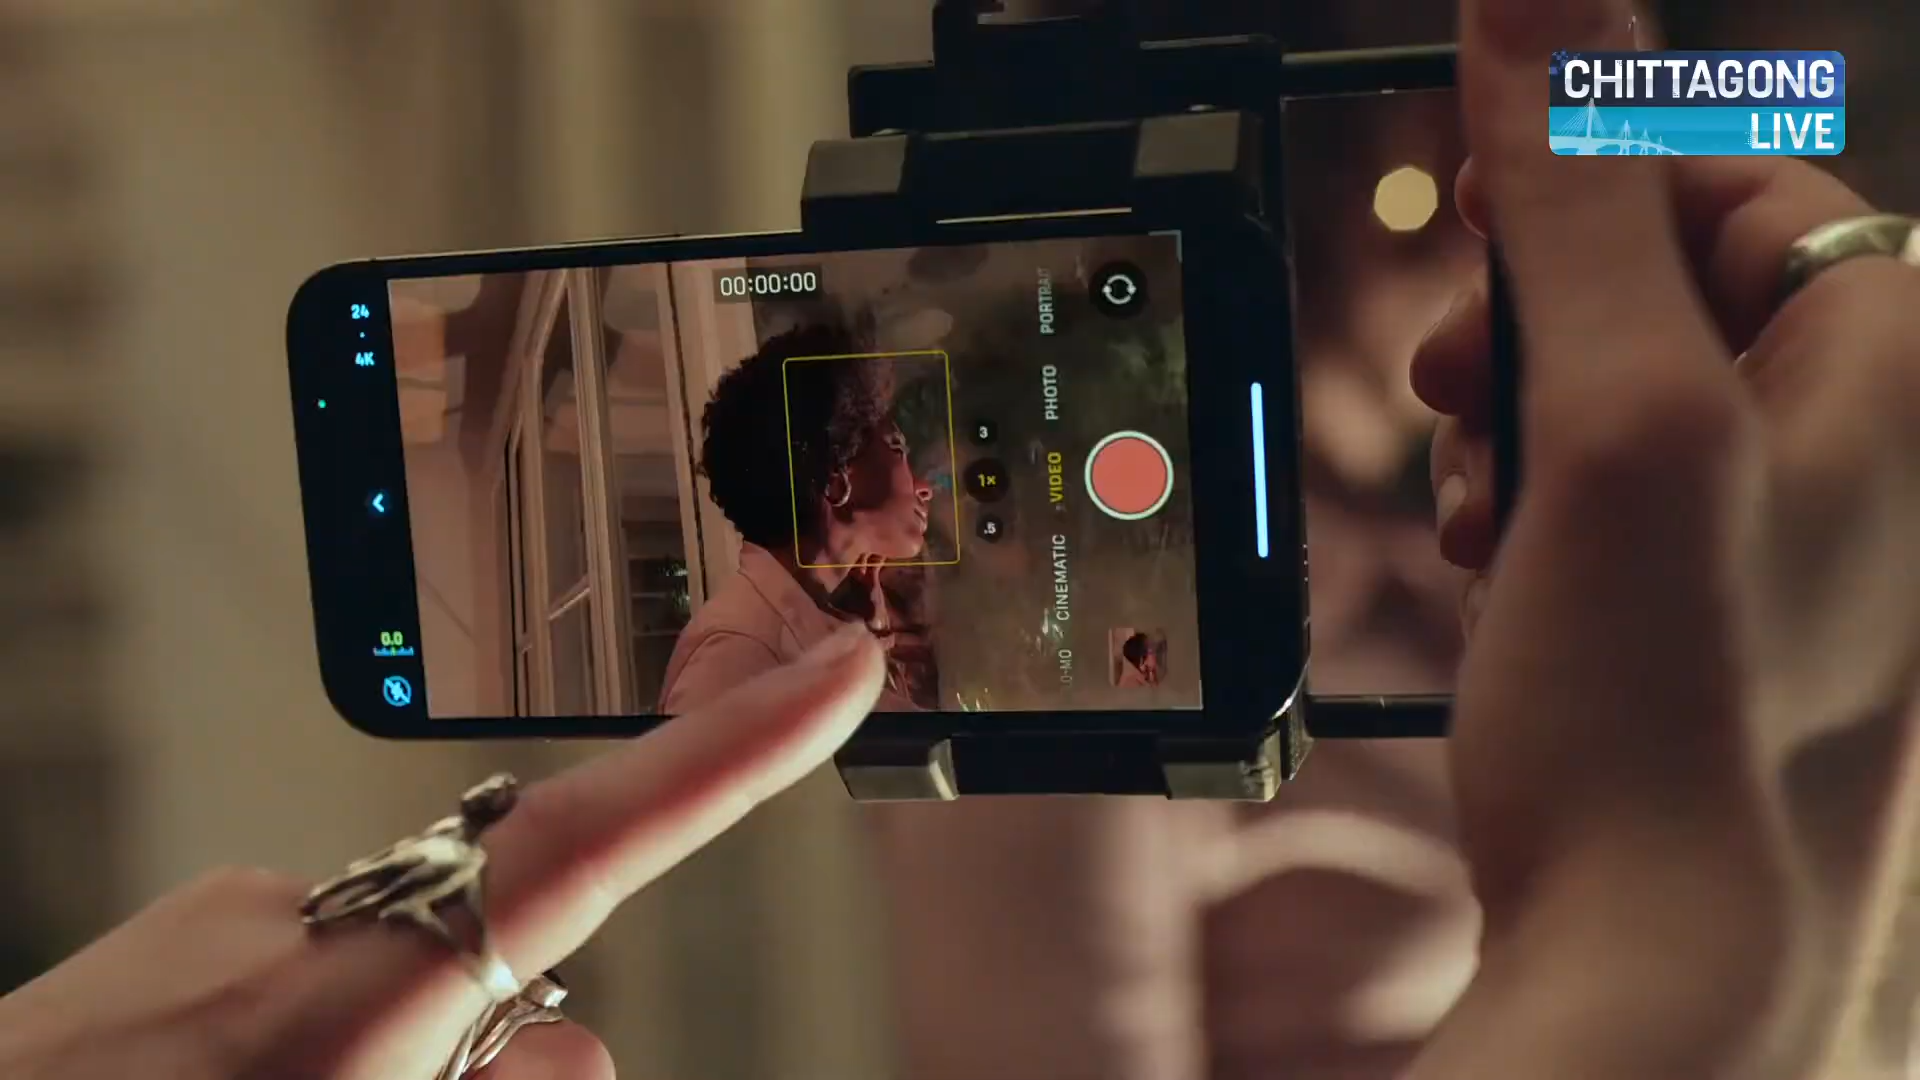 CHITTAGONG
LIVE
24
4K
00:00:00
PORTRAIT
PHOTO
VIDEO
CINEMATIC
3
1×
.5
0.0